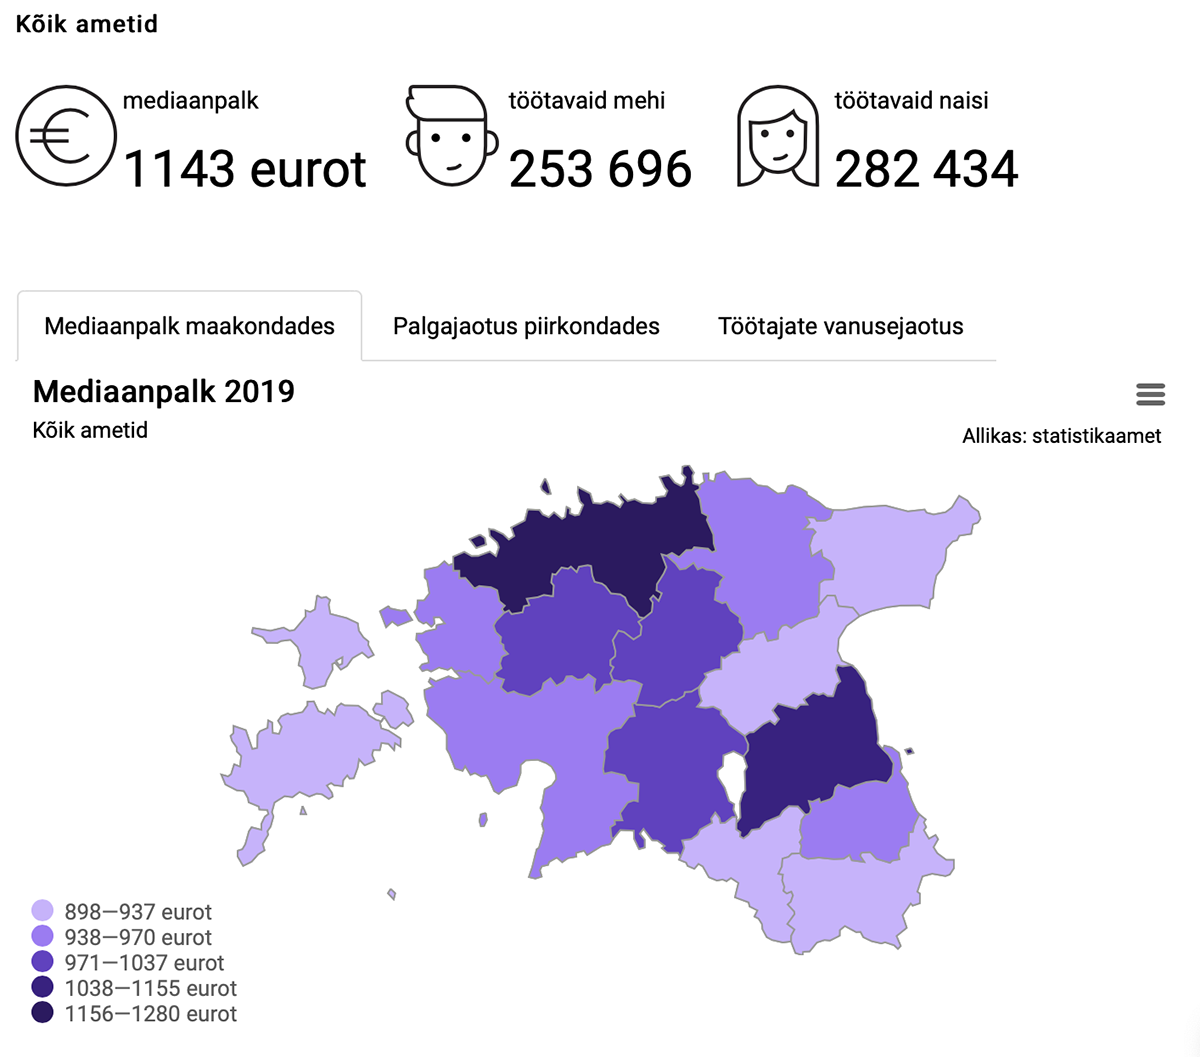 Kõik ametid
mediaanpalk
1143 eurot
töötavaid mehi
253 696
töötavaid naisi
282 434
Mediaanpalk maakondades
Palgajaotus piirkondades
Töötajate vanusejaotus
Mediaanpalk 2019
Kõik ametid
Allikas: statistikaamet
898—937 eurot
938—970 eurot
971—1037 eurot
1038—1155 eurot
1156—1280 eurot